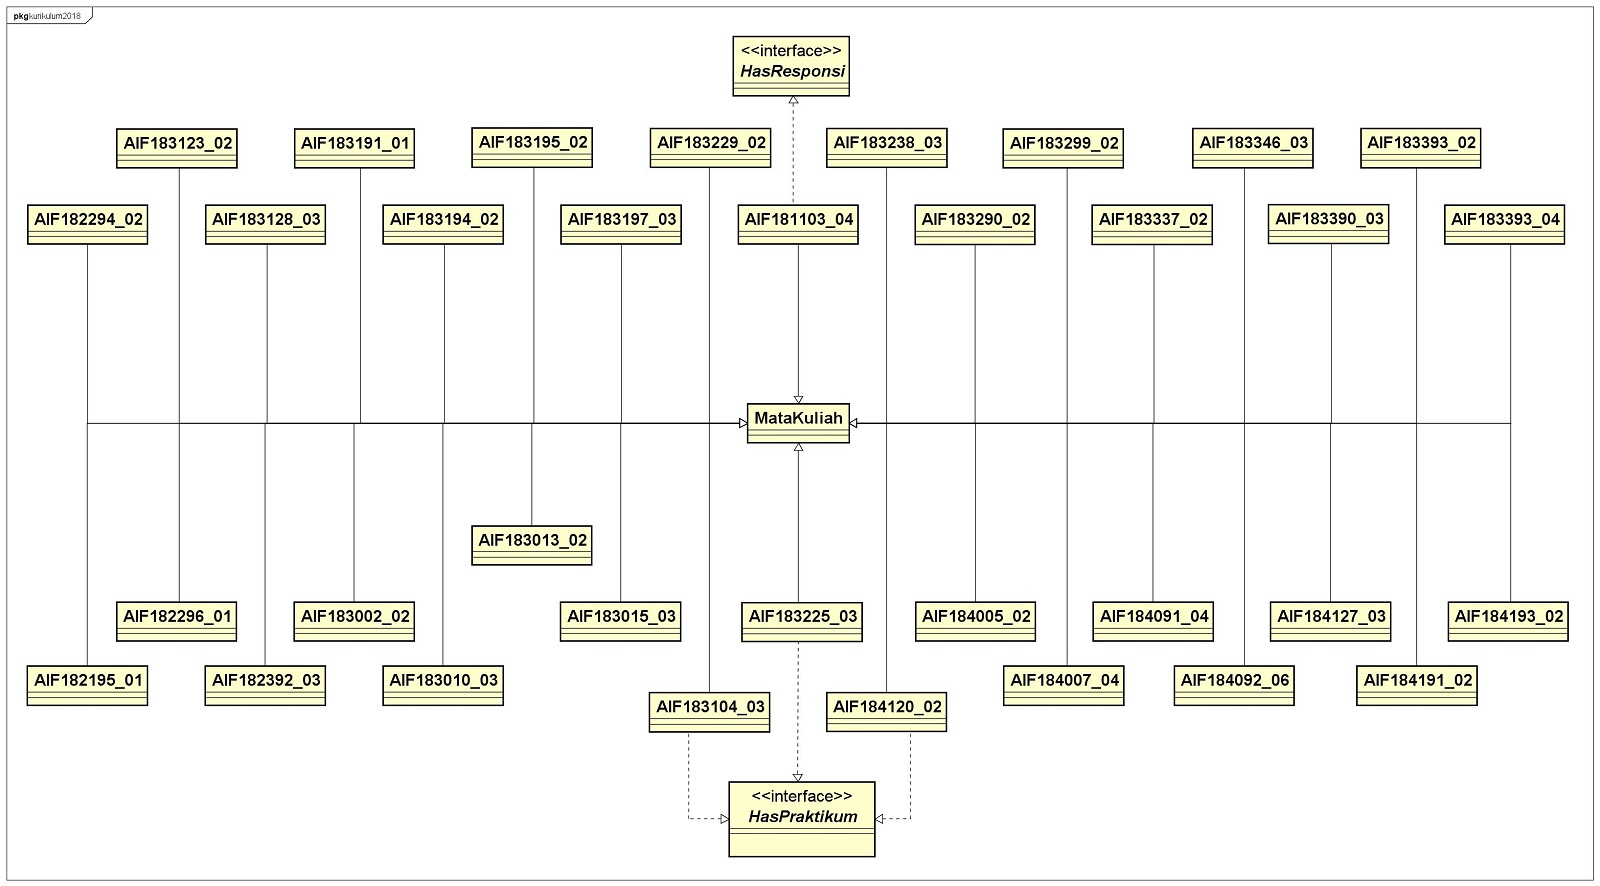 pkg kurikulum2018
<<interface>>
HasResponsi
AIF183123_02
AIF183191_01
AIF183195_02
AIF183229_02
AIF183238_03
AIF183299_02
AIF183346_03
AIF183393_02
AIF182294_02
AIF183128_03
AIF183194_02
AIF183197_03
AIF181103_04
AIF183290_02
AIF183337_02
AIF183390_03
AIF183393_04
MataKuliah
AIF183013_02
AIF182296_01
AIF183002_02
AIF183015_03
AIF183225_03
AIF184005_02
AIF184091_04
AIF184127_03
AIF184193_02
AIF182195_01
AIF182392_03
AIF183010_03
AIF184007_04
AIF184092_06
AIF184191_02
AIF183104_03
AIF184120_02
<<interface>>
HasPraktikum